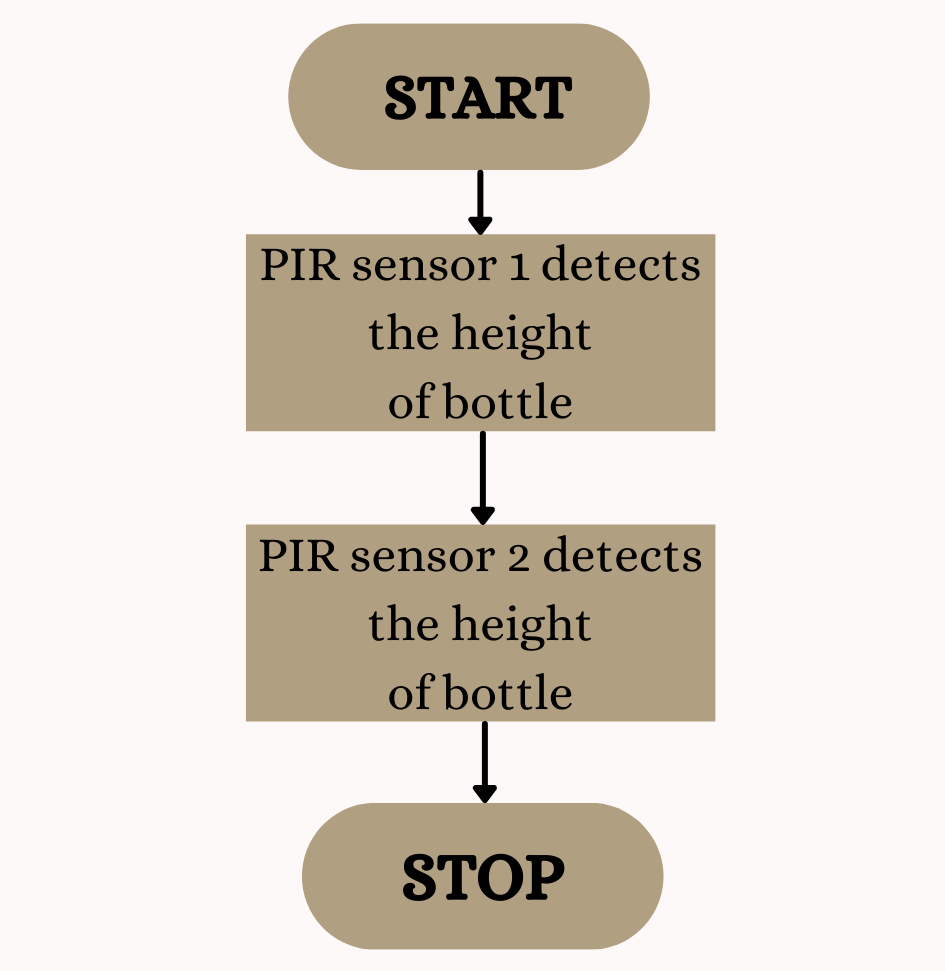 START
PIR sensor 1 detects
the height
of bottle
PIR sensor 2 detects
the height
of bottle
STOP